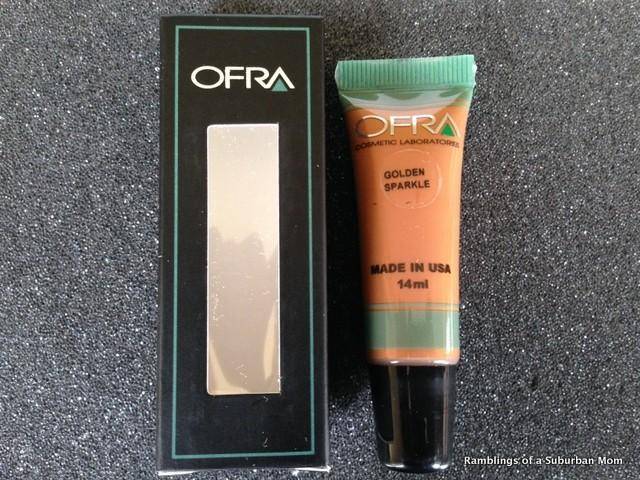 OFRA
OFRA
COSMETIC LABORATORIES
GOLDEN
SPARKLE
MADE IN USA
14ml
Ramblings of a Suburban Mom